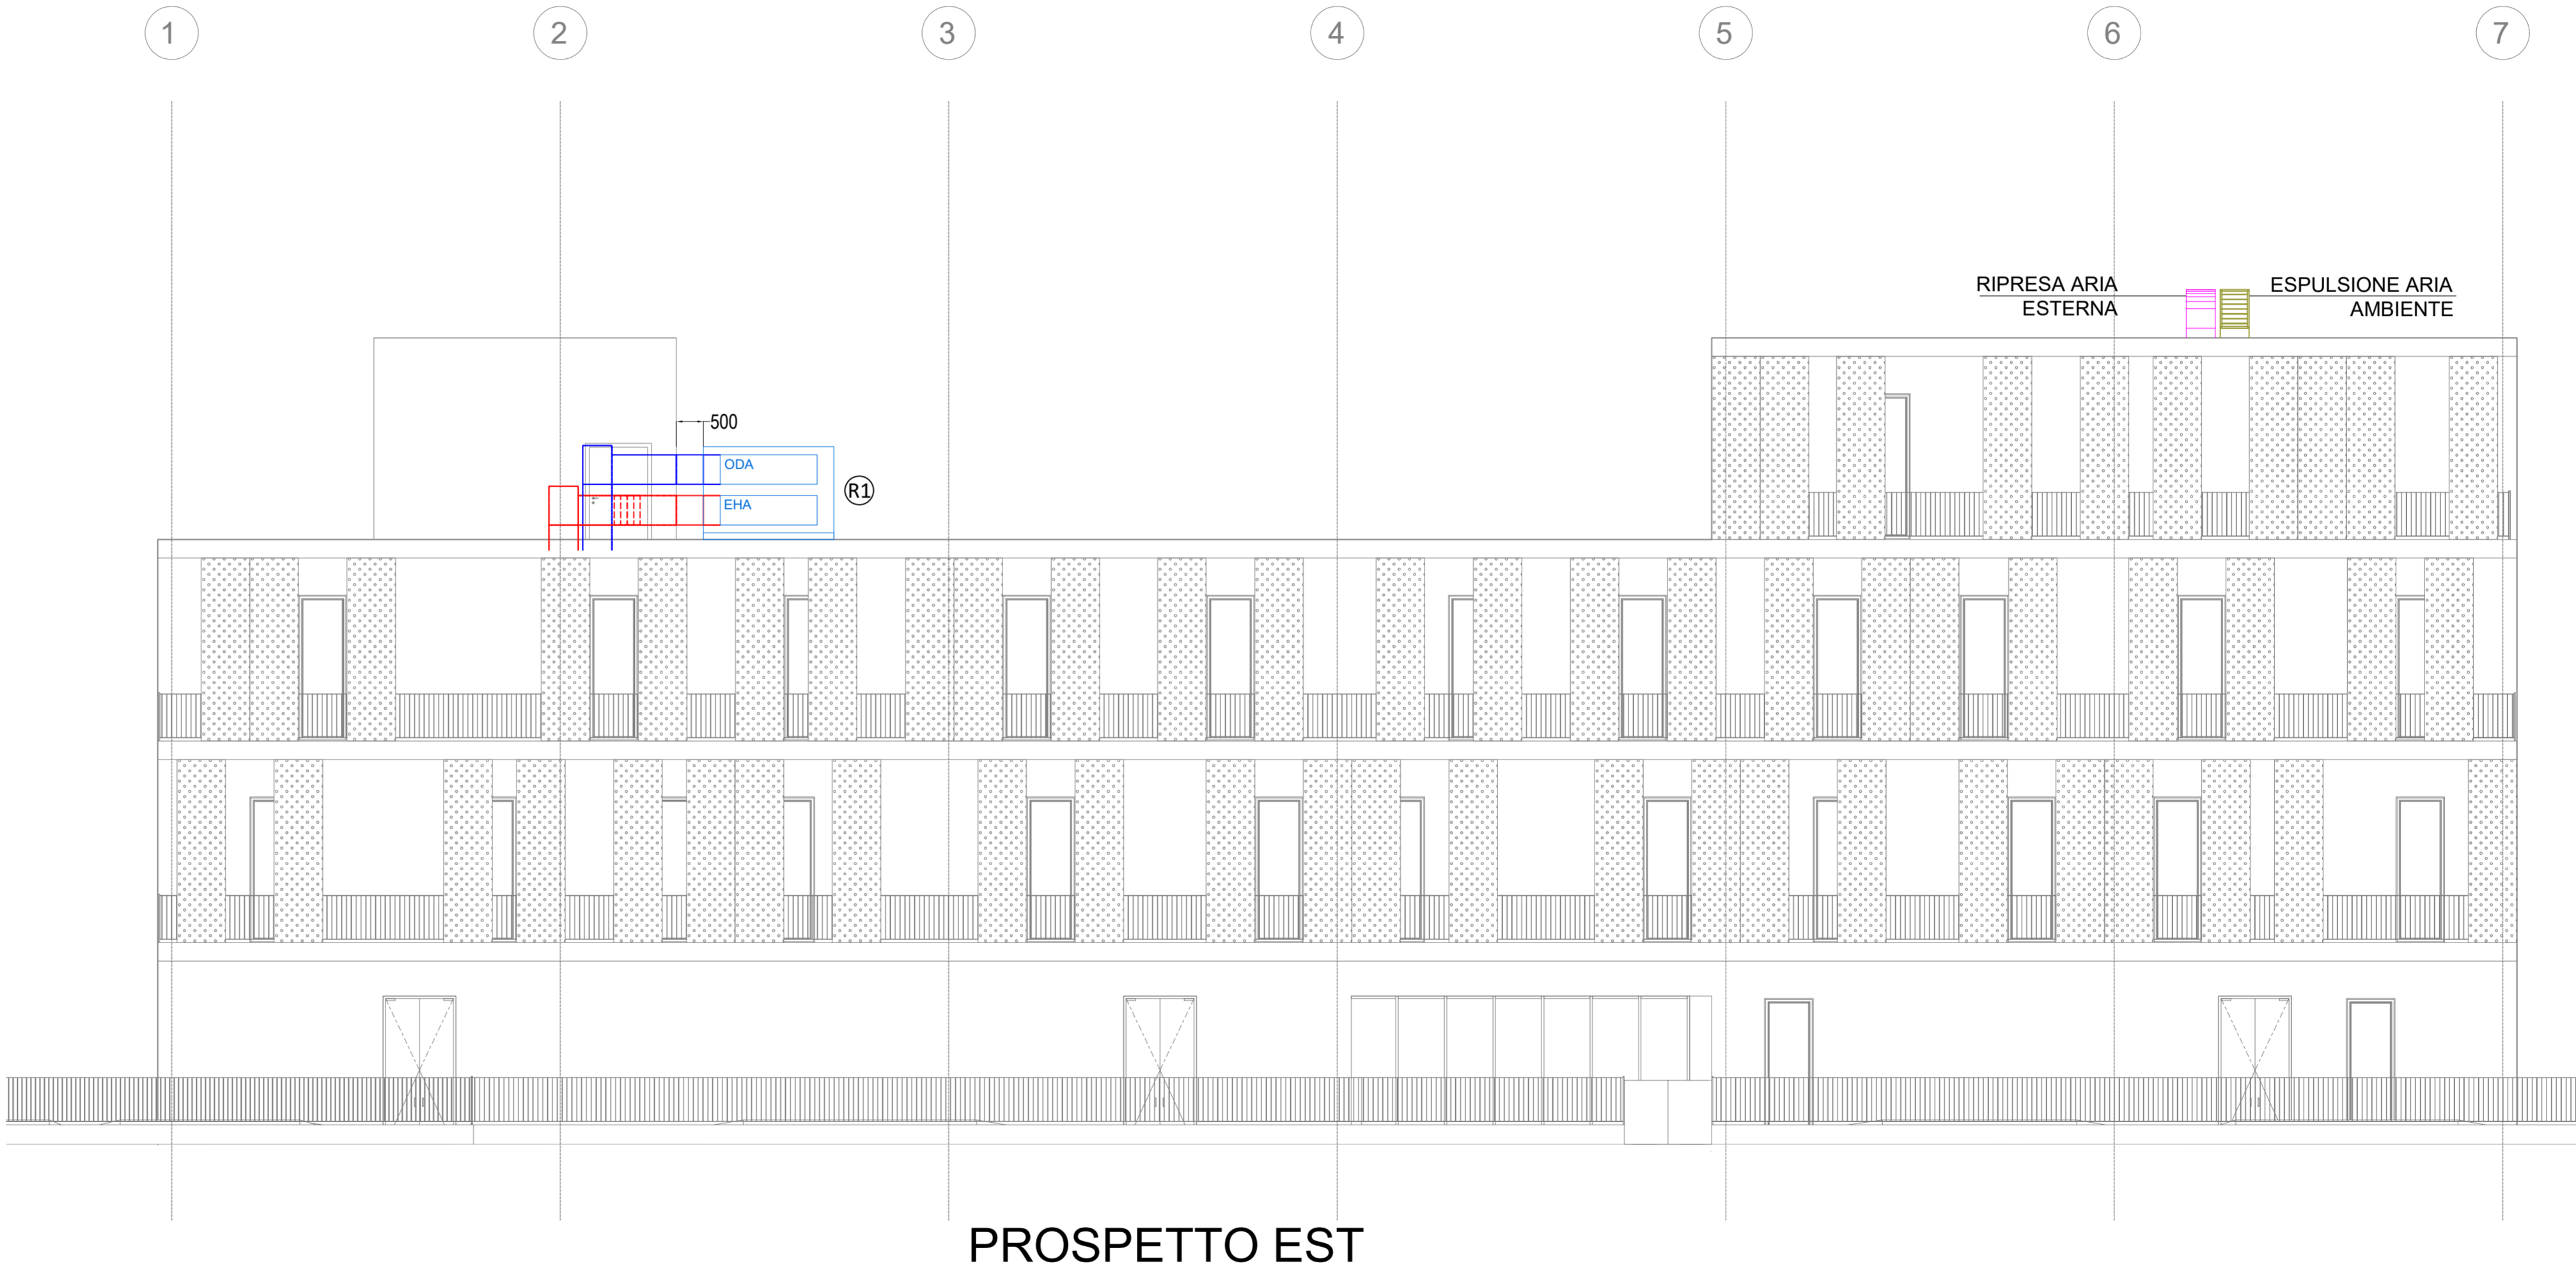 1
2
3
4
5
6
7
RIPRESA ARIA
ESTERNA
ESPULSIONE ARIA
AMBIENTE
500
ODA
EHA
R1
PROSPETTO EST